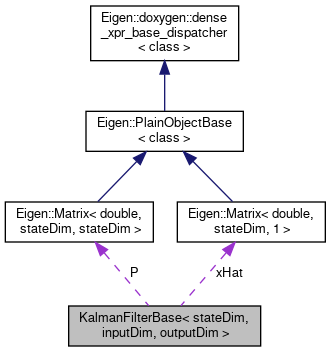 Eigen::doxygen::dense
_xpr_base_dispatcher
< class >
Eigen::PlainObjectBase
< class >
Eigen::Matrix< double,
stateDim, stateDim >
Eigen::Matrix< double,
stateDim, 1 >
P
xHat
KalmanFilterBase< stateDim,
inputDim, outputDim >